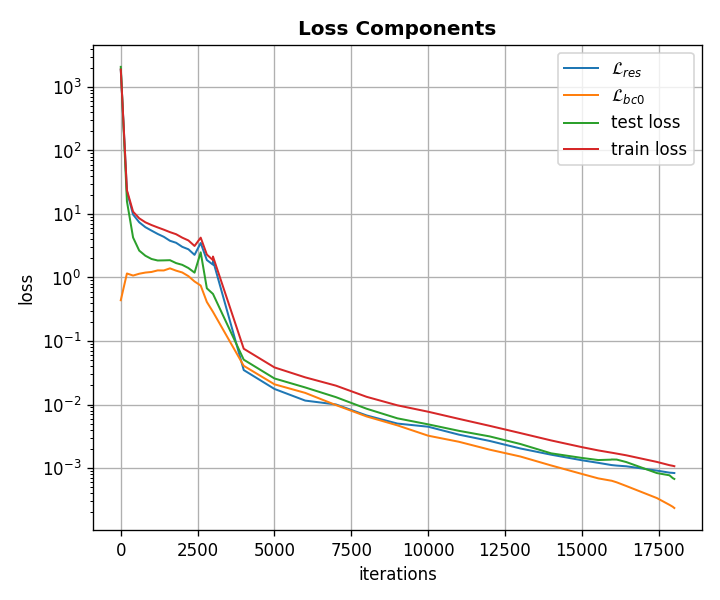 Loss Components
ℒ_res
ℒ_bc0
test loss
train loss
10³
10²
10¹
10⁰
10⁻¹
10⁻²
10⁻³
loss
0 2500 5000 7500 10000 12500 15000 17500
iterations